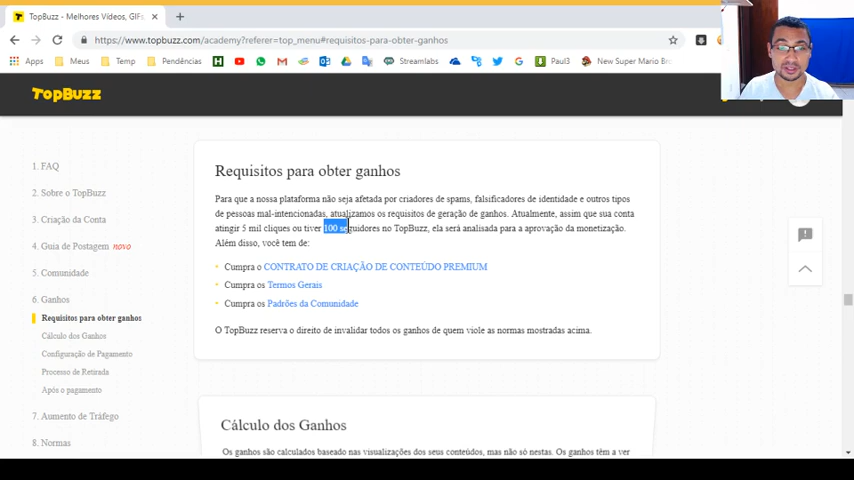 TopBuzz - Melhores Vídeos, GIFs
https://www.topbuzz.com/academy?referer=top_menu#requisitos-para-obter-ganhos
Apps Meus Temp Pendências Streamlabs Paul3 New Super Mario Br
TopBuzz
1. FAQ
2. Sobre o TopBuzz
3. Criação da Conta
4. Guia de Postagem novo
5. Comunidade
6. Ganhos
Requisitos para obter ganhos
Cálculo dos Ganhos
Configuração de Pagamento
Processo de Retirada
Após o pagamento
7. Aumento de Tráfego
8. Normas
Requisitos para obter ganhos
Para que a nossa plataforma não seja afetada por criadores de spams, falsificadores de identidade e outros tipos
de pessoas mal-intencionadas, atualizamos os requisitos de geração de ganhos. Atualmente, assim que sua conta
atingir 5 mil cliques ou tiver 100 seguidores no TopBuzz, ela será analisada para a aprovação da monetização.
Além disso, você tem de:
Cumpra o CONTRATO DE CRIAÇÃO DE CONTEÚDO PREMIUM
Cumpra os Termos Gerais
Cumpra os Padrões da Comunidade
O TopBuzz reserva o direito de invalidar todos os ganhos de quem viole as normas mostradas acima.
Cálculo dos Ganhos
Os ganhos são calculados baseado nas visualizações dos seus conteúdos, mas não só nestas. Os ganhos têm a ver